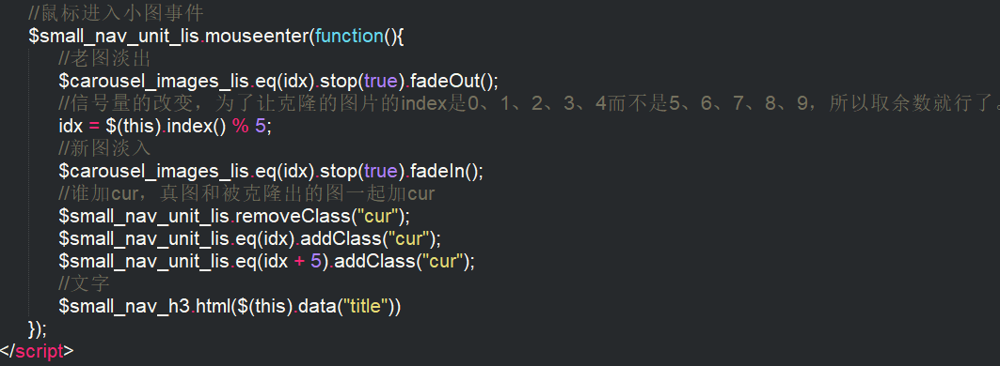 //鼠标进入小图事件
$small_nav_unit_lis.mouseenter(function(){
//老图淡出
$carousel_images_lis.eq(idx).stop(true).fadeOut();
//信号量的改变，为了让克隆的图片的index是0、1、2、3、4而不是5、6、7、8、9，所以取余数就行了。
idx = $(this).index() % 5;
//新图淡入
$carousel_images_lis.eq(idx).stop(true).fadeIn();
//谁加cur，真图和被克隆出的图一起加cur
$small_nav_unit_lis.removeClass("cur");
$small_nav_unit_lis.eq(idx).addClass("cur");
$small_nav_unit_lis.eq(idx + 5).addClass("cur");
//文字
$small_nav_h3.html($(this).data("title"))
});
</script>